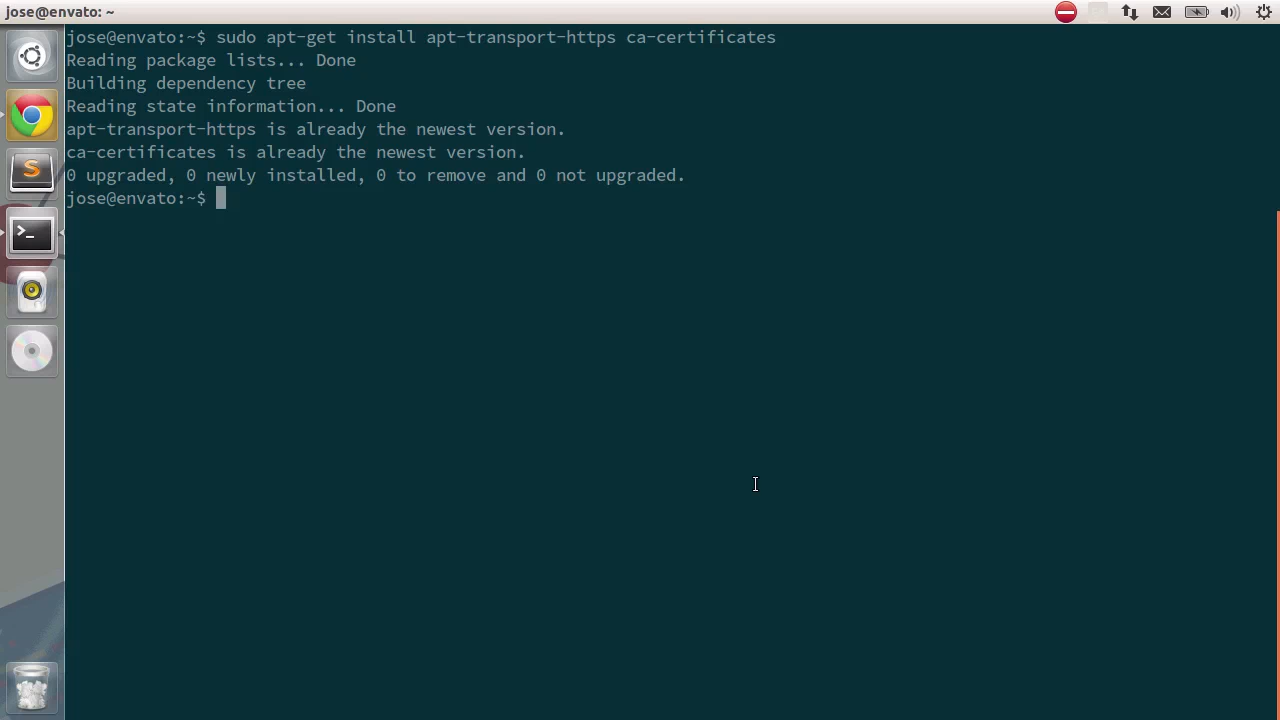 jose@envato: ~
jose@envato:~$ sudo apt-get install apt-transport-https ca-certificates
Reading package lists... Done
Building dependency tree
Reading state information... Done
apt-transport-https is already the newest version.
ca-certificates is already the newest version.
0 upgraded, 0 newly installed, 0 to remove and 0 not upgraded.
jose@envato:~$